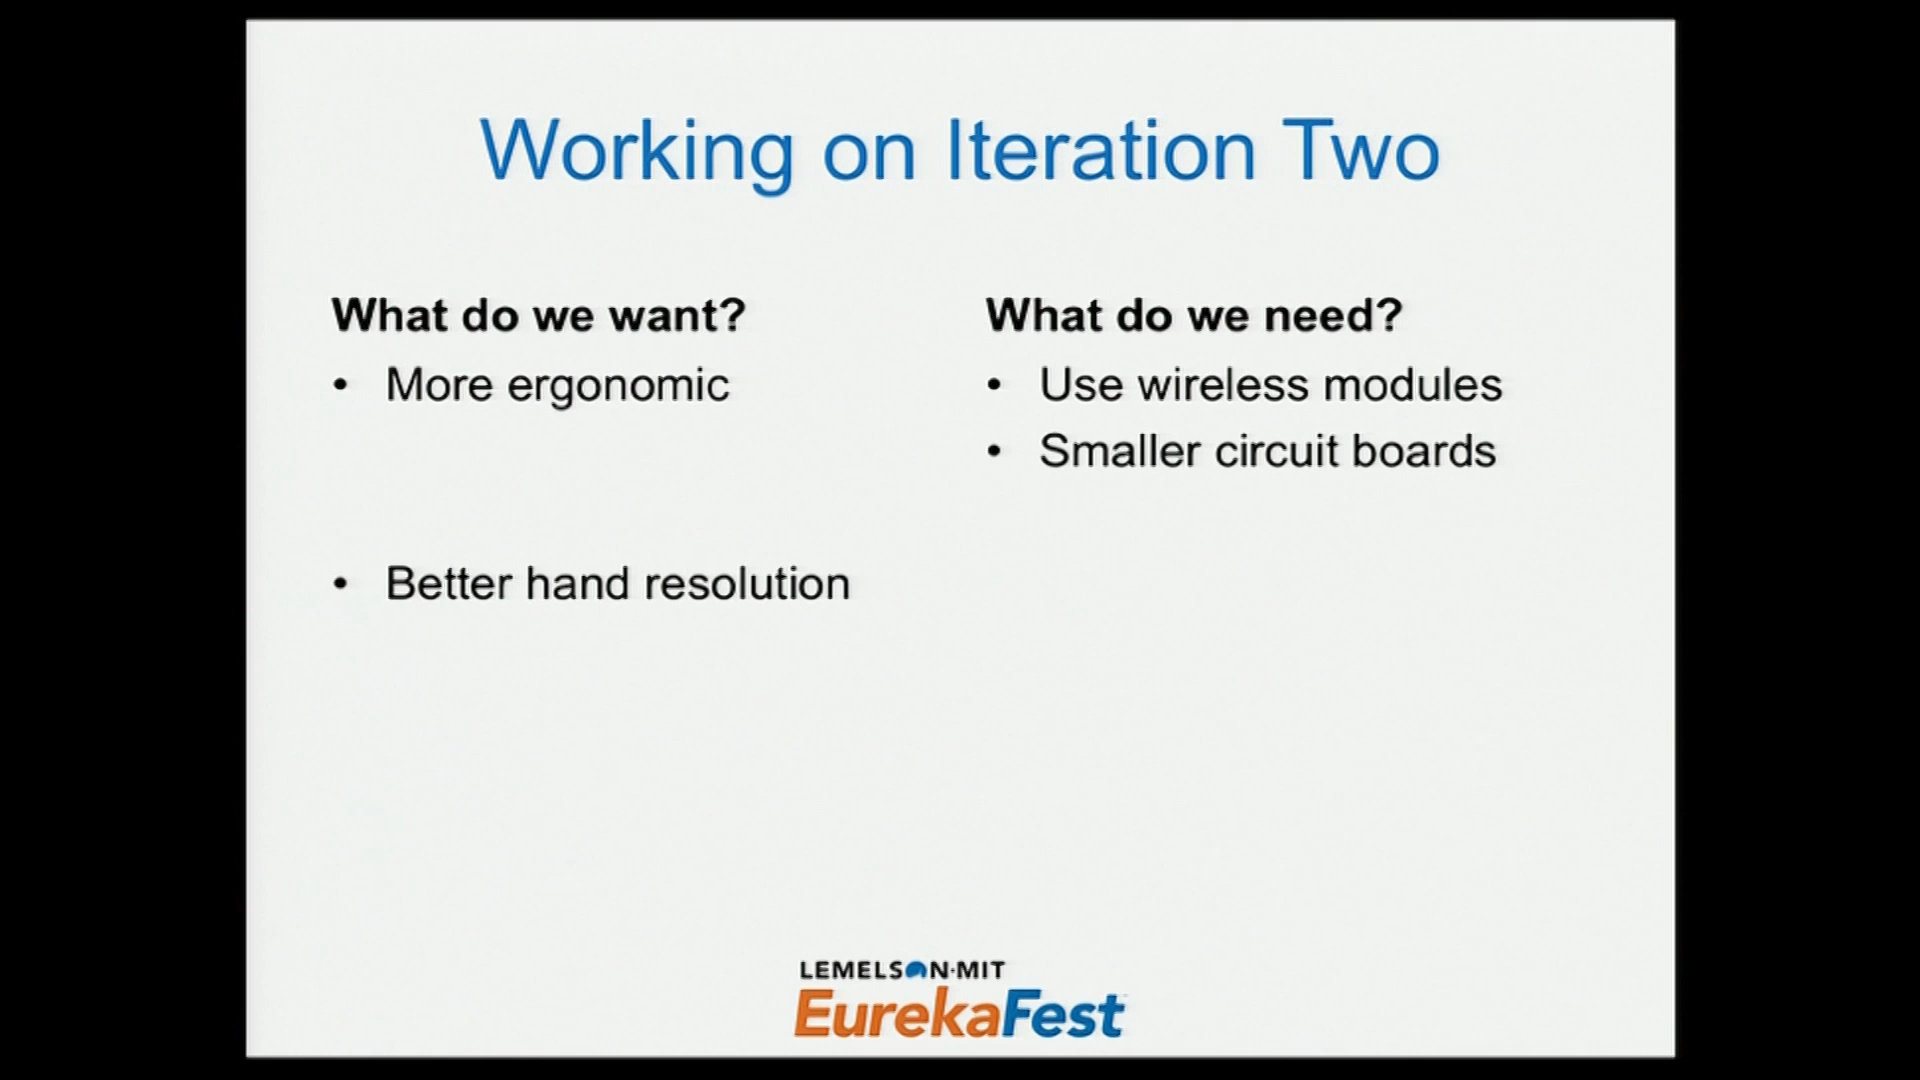 Working on Iteration Two
What do we want?
• More ergonomic
• Better hand resolution
What do we need?
• Use wireless modules
• Smaller circuit boards
LEMELSON·MIT
EurekaFest